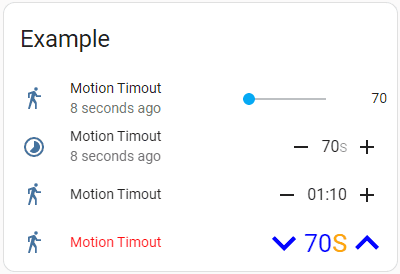 Example
Motion Timout
8 seconds ago
70
Motion Timout
8 seconds ago
— 70s +
Motion Timout
— 01:10 +
Motion Timout
70S